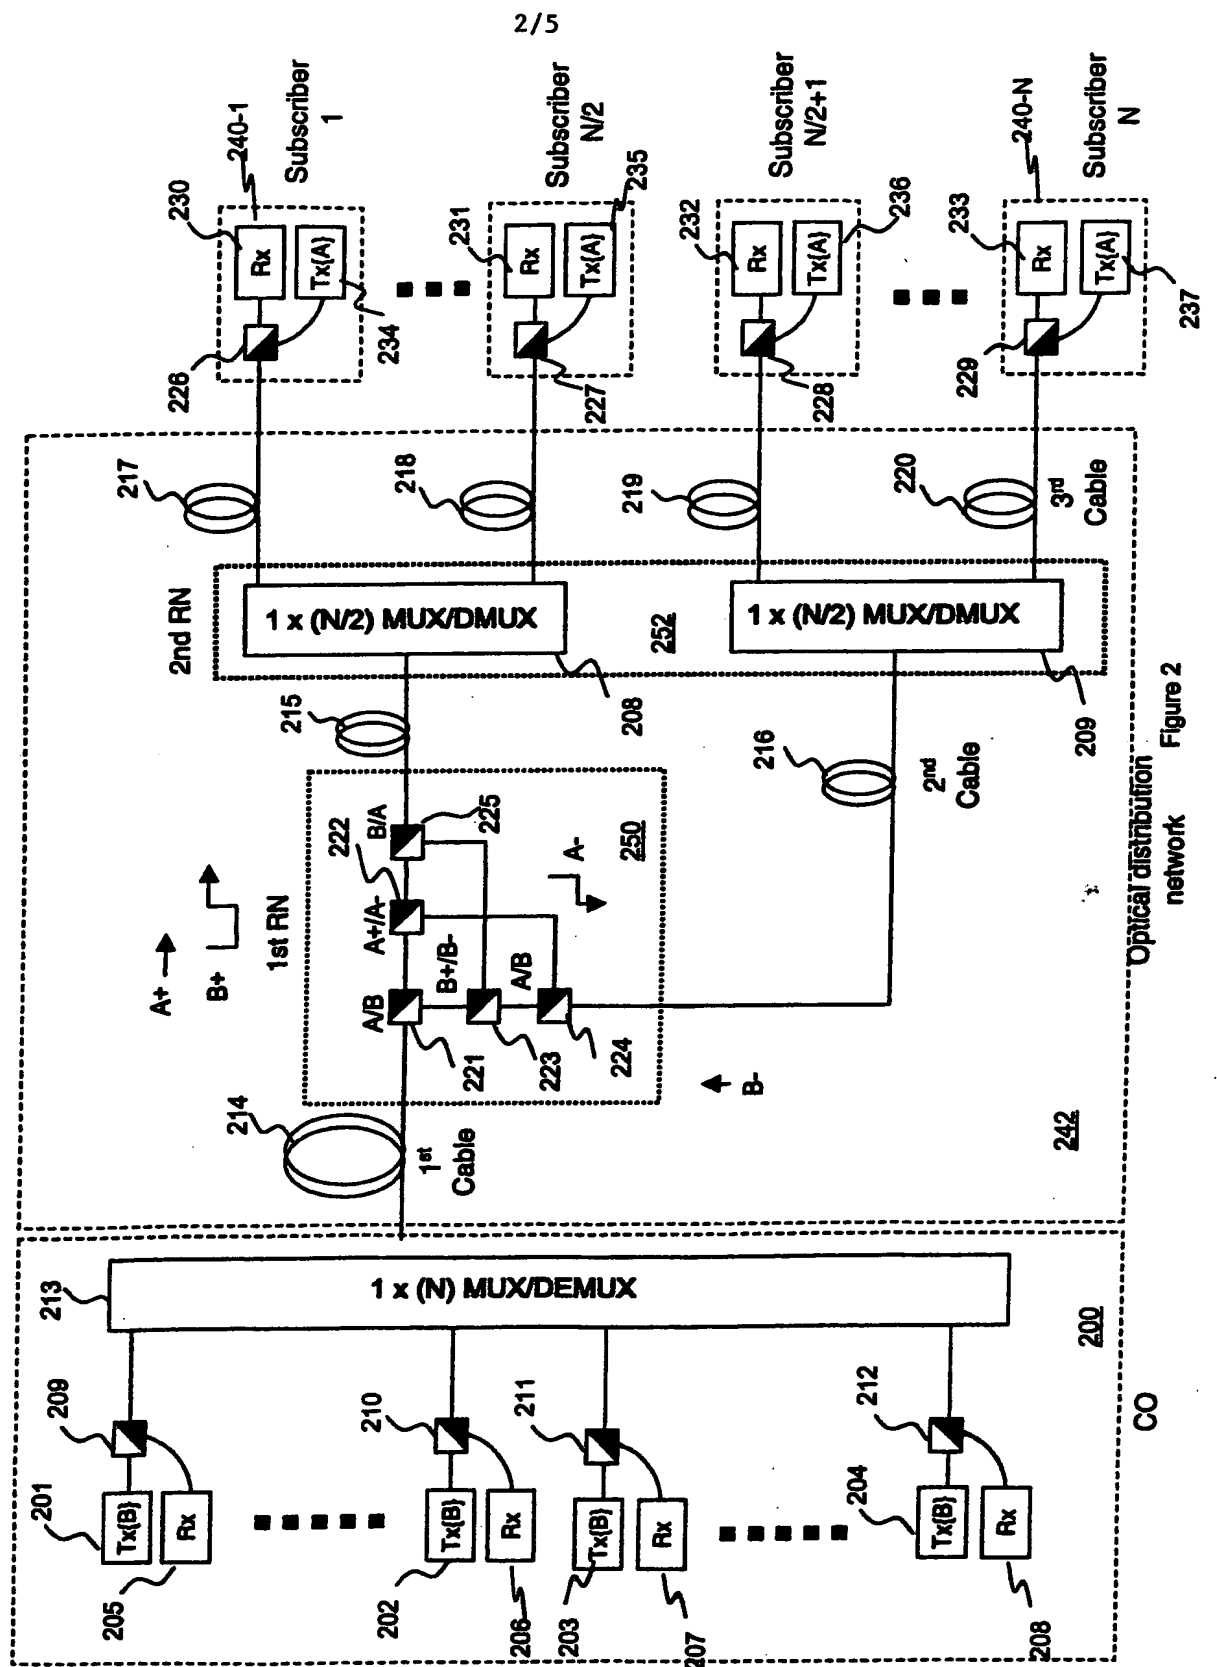 2/5
1st RN
2nd RN
A+
B+
B-
A-
201
Tx{B}
205
Rx
209
202
Tx{B}
206
Rx
210
203
Tx{B}
207
Rx
211
204
Tx{B}
208
Rx
212
213
1 x (N) MUX/DEMUX
200
CO
214
1st
Cable
A/B
221
A+/A-
222
B/A
225
B+/B-
223
A/B
224
250
215
216
2nd
Cable
242
1 x (N/2) MUX/DMUX
208
252
1 x (N/2) MUX/DMUX
209
217
218
219
220
3rd
Cable
226
230
Rx
Tx{A}
234
240-1
Subscriber
1
227
231
Rx
Tx{A}
235
Subscriber
N/2
228
232
Rx
Tx{A}
236
Subscriber
N/2+1
229
233
Rx
Tx{A}
237
240-N
Subscriber
N
Optical distribution
network
Figure 2